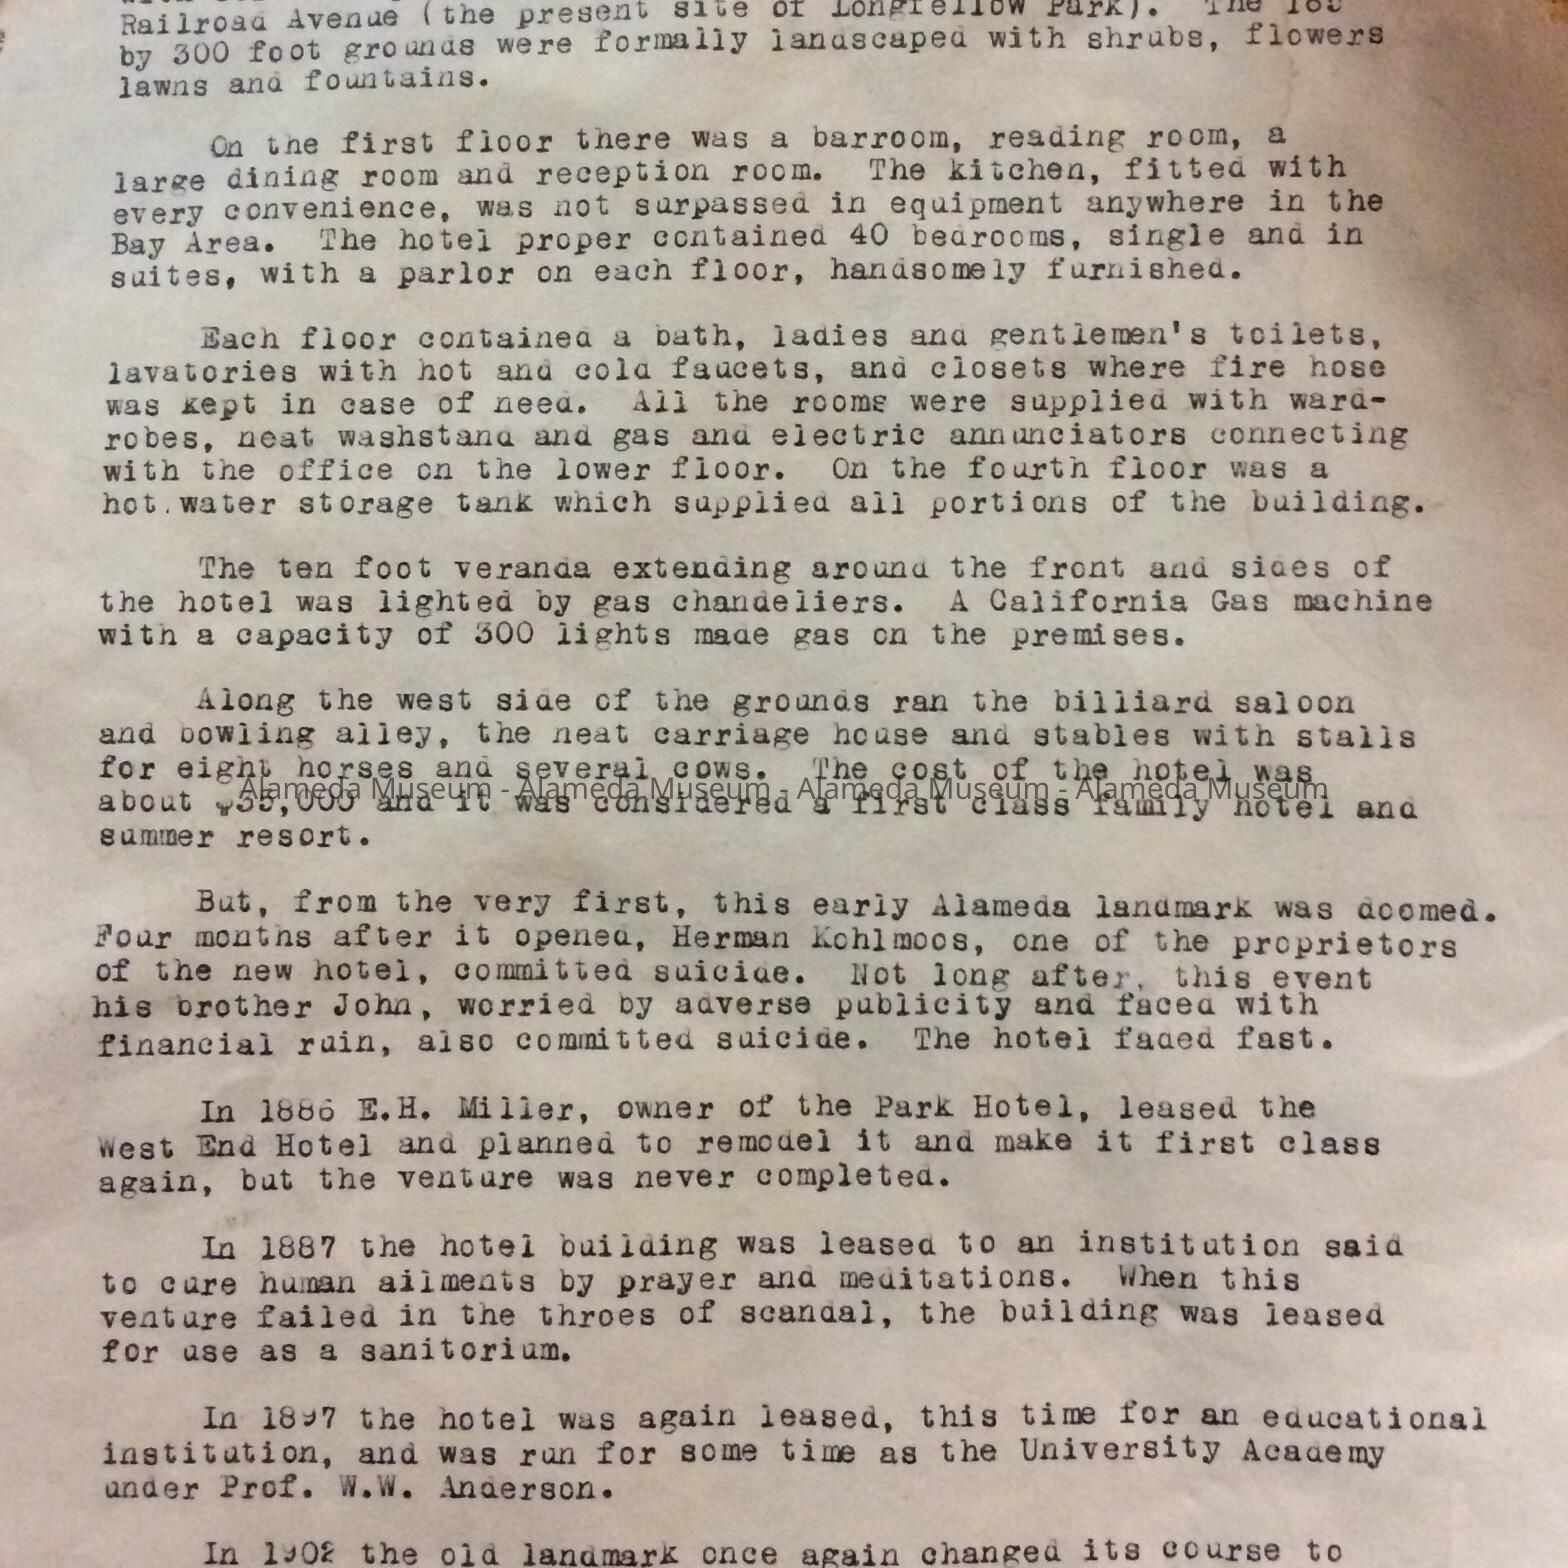 Railroad Avenue (the present site of Longfellow Park). The
by 300 foot grounds were formally landscaped with shrubs, flowers
lawns and fountains.
On the first floor there was a barroom, reading room, a
large dining room and reception room. The kitchen, fitted with
every convenience, was not surpassed in equipment anywhere in the
Bay Area. The hotel proper contained 40 bedrooms, single and in
suites, with a parlor on each floor, handsomely furnished.
Each floor contained a bath, ladies and gentlemen's toilets,
lavatories with hot and cold faucets, and closets where fire hose
was kept in case of need. All the rooms were supplied with ward-
robes, neat washstand and gas and electric annunciators connecting
with the office on the lower floor. On the fourth floor was a
hot water storage tank which supplied all portions of the building.
The ten foot veranda extending around the front and sides of
the hotel was lighted by gas chandeliers. A California Gas machine
with a capacity of 300 lights made gas on the premises.
Along the west side of the grounds ran the billiard saloon
and bowling alley, the neat carriage house and stables with stalls
for eight horses and several cows. The cost of the hotel was
Alameda Museum - Alameda Museum - Alameda Museum - Alameda Museum
about $35,000 and it was considered a first class family hotel and
summer resort.
But, from the very first, this early Alameda landmark was doomed.
Four months after it opened, Herman Kohlmoos, one of the proprietors
of the new hotel, committed suicide. Not long after, this event
his brother John, worried by adverse publicity and faced with
financial ruin, also committed suicide. The hotel faded fast.
In 1886 E.H. Miller, owner of the Park Hotel, leased the
West End Hotel and planned to remodel it and make it first class
again, but the venture was never completed.
In 1887 the hotel building was leased to an institution said
to cure human ailments by prayer and meditations. When this
venture failed in the throes of scandal, the building was leased
for use as a sanitorium.
In 1897 the hotel was again leased, this time for an educational
institution, and was run for some time as the University Academy
under Prof. W.W. Anderson.
In 1908 the old landmark once again changed its course to